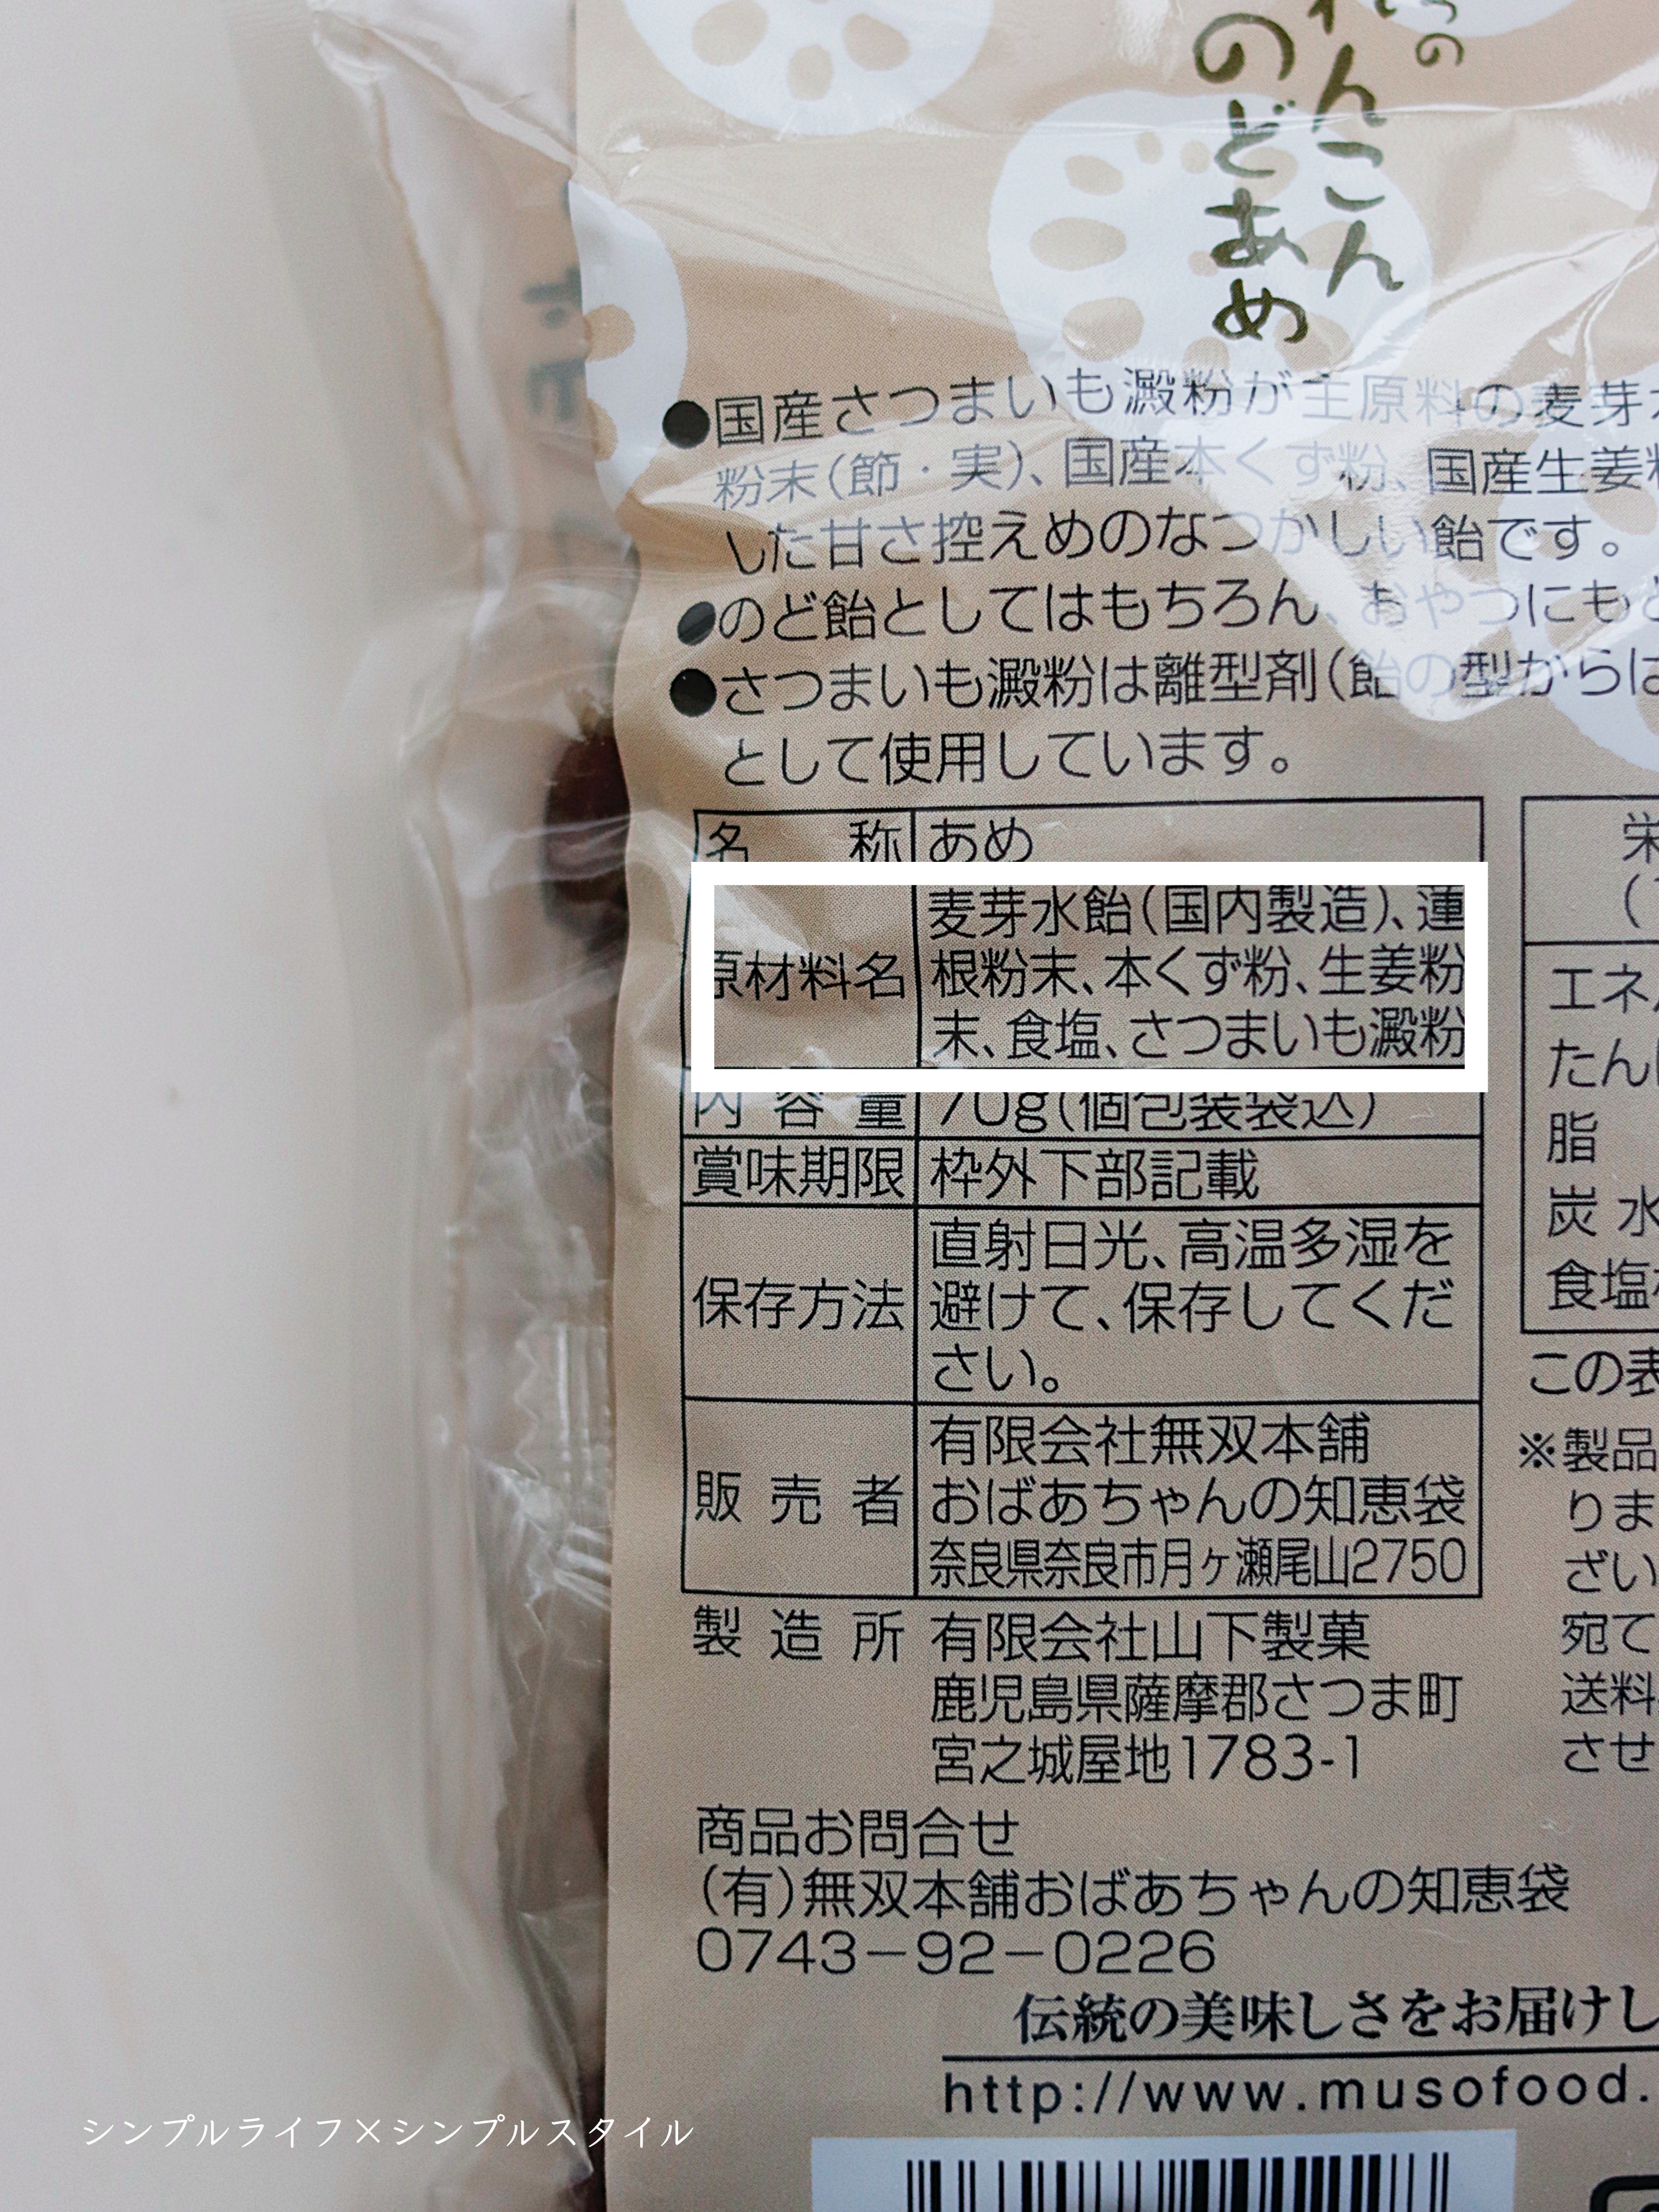 のど あめ
んこん
●国産さつまいも澱粉が主原料の麦芽
粉末(節・実)、国産本くず粉、国産生姜
した甘さ控えめのなつかしい飴です。
●のど飴としてはもちろん、おやつにも
●さつまいも澱粉は離型剤(飴の型からは
として使用しています。
名称 あめ
原材料名 麦芽水飴(国内製造)、蓮
根粉末、本くず粉、生姜粉
末、食塩、さつまいも澱粉
内容量 70g(個包装袋込)
賞味期限 枠外下部記載
保存方法 直射日光、高温多湿を
避けて、保存してくだ
さい。
販売者 有限会社無双本舗
おばあちゃんの知恵袋
奈良県奈良市月ヶ瀬尾山2750
製造所 有限会社山下製菓
鹿児島県薩摩郡さつま町
宮之城屋地1783-1
商品お問合せ
(有)無双本舗おばあちゃんの知恵袋
0743-92-0226
伝統の美味しさをお届けし
http://www.musofood.
栄
エネ
たん
脂
炭水
食塩
この表
※製品
りま
ざい
宛て
送料
させ
シンプルライフ×シンプルスタイル